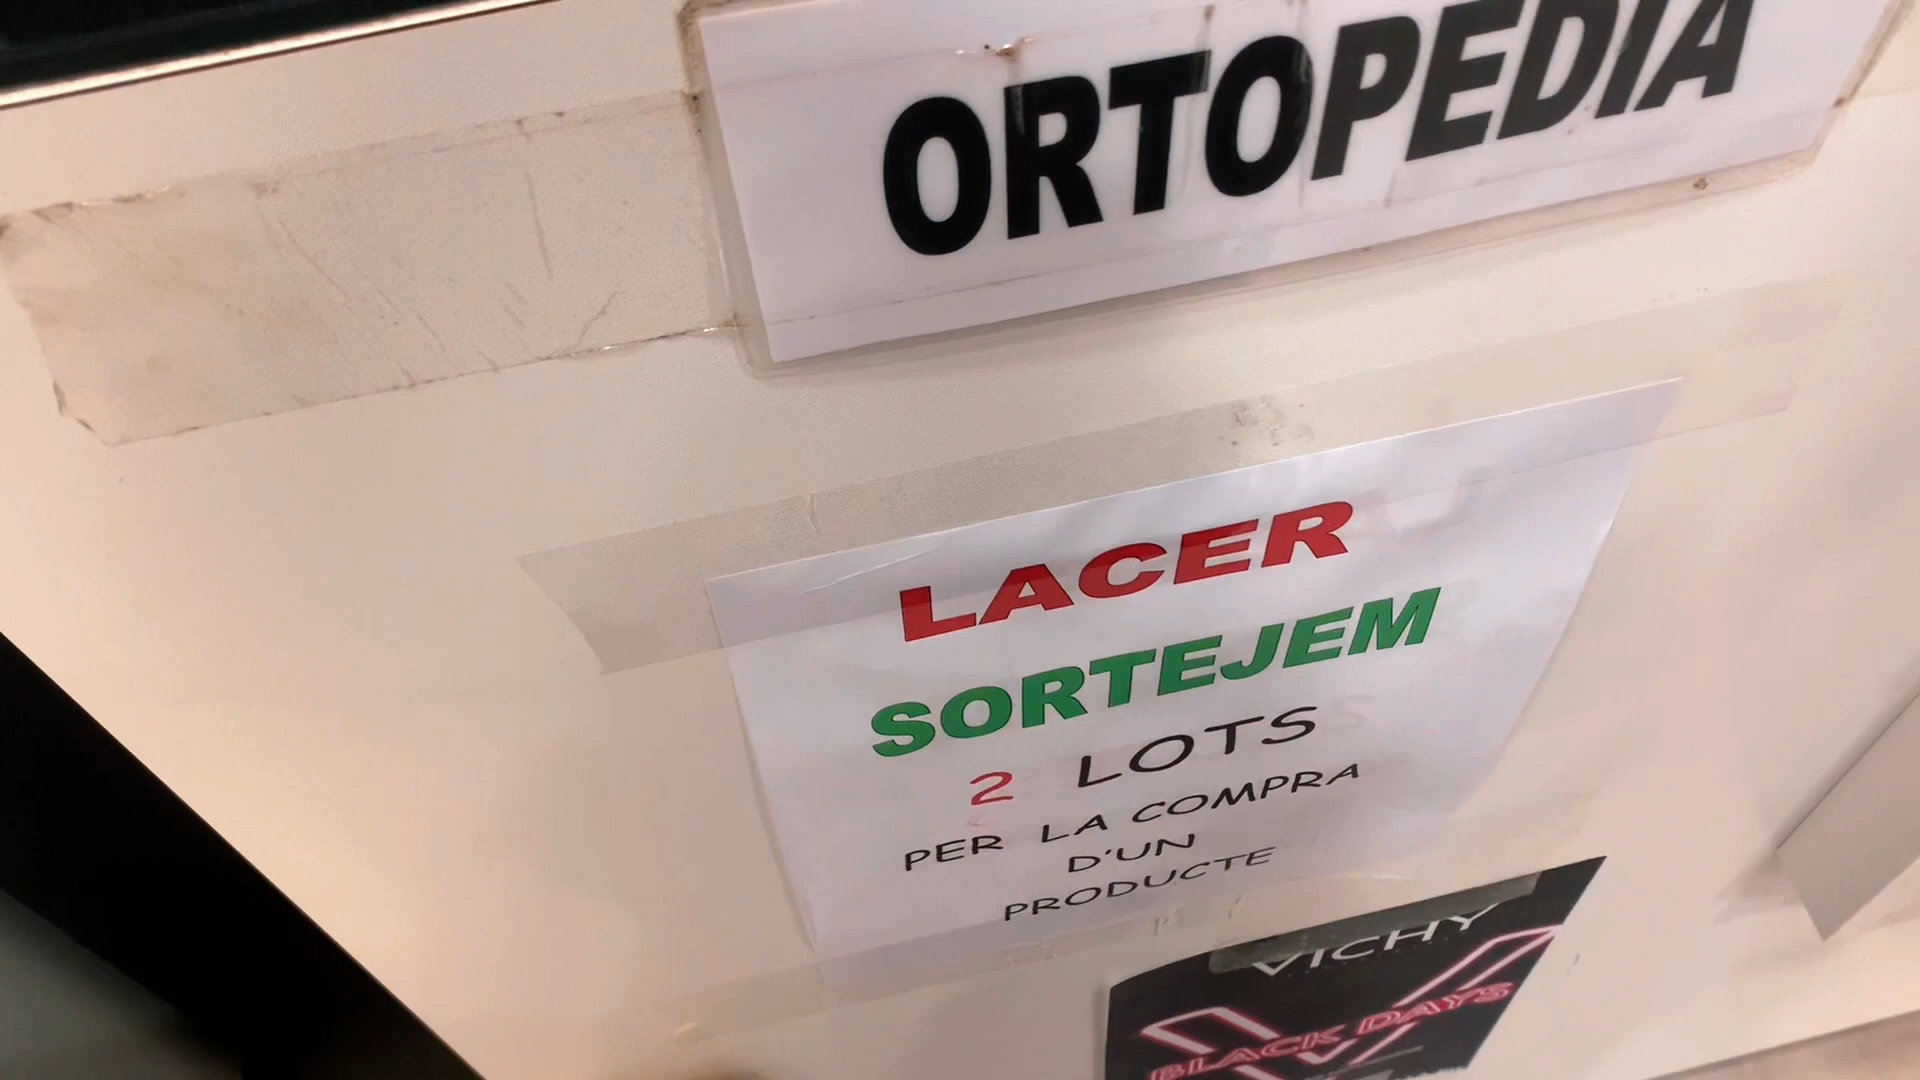 ORTOPEDIA
LACER
SORTEJEM
2 LOTS
PER LA COMPRA
D'UN
PRODUCTE
VICHY
BLACK DAYS